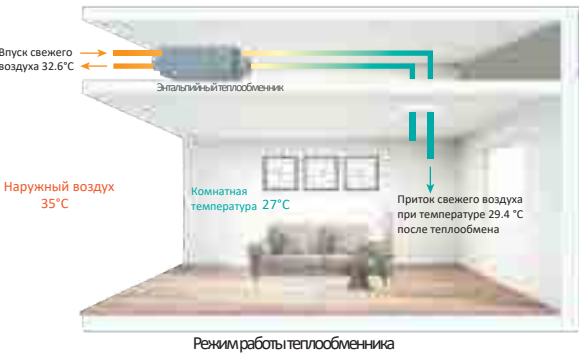 Впуск свежего
воздуха 32.6°C
Энтальпийный теплообменник
Наружный воздух
35°C
Комнатная
температура 27°C
Приток свежего воздуха
при температуре 29.4 °C
после теплообмена
Режим работы теплообменника